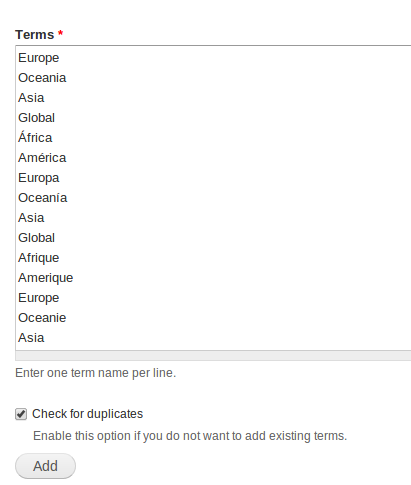 Terms *
Europe
Oceania
Asia
Global
África
América
Europa
Oceanía
Asia
Global
Afrique
Amerique
Europe
Oceanie
Asia
Enter one term name per line.
Check for duplicates
Enable this option if you do not want to add existing terms.
Add